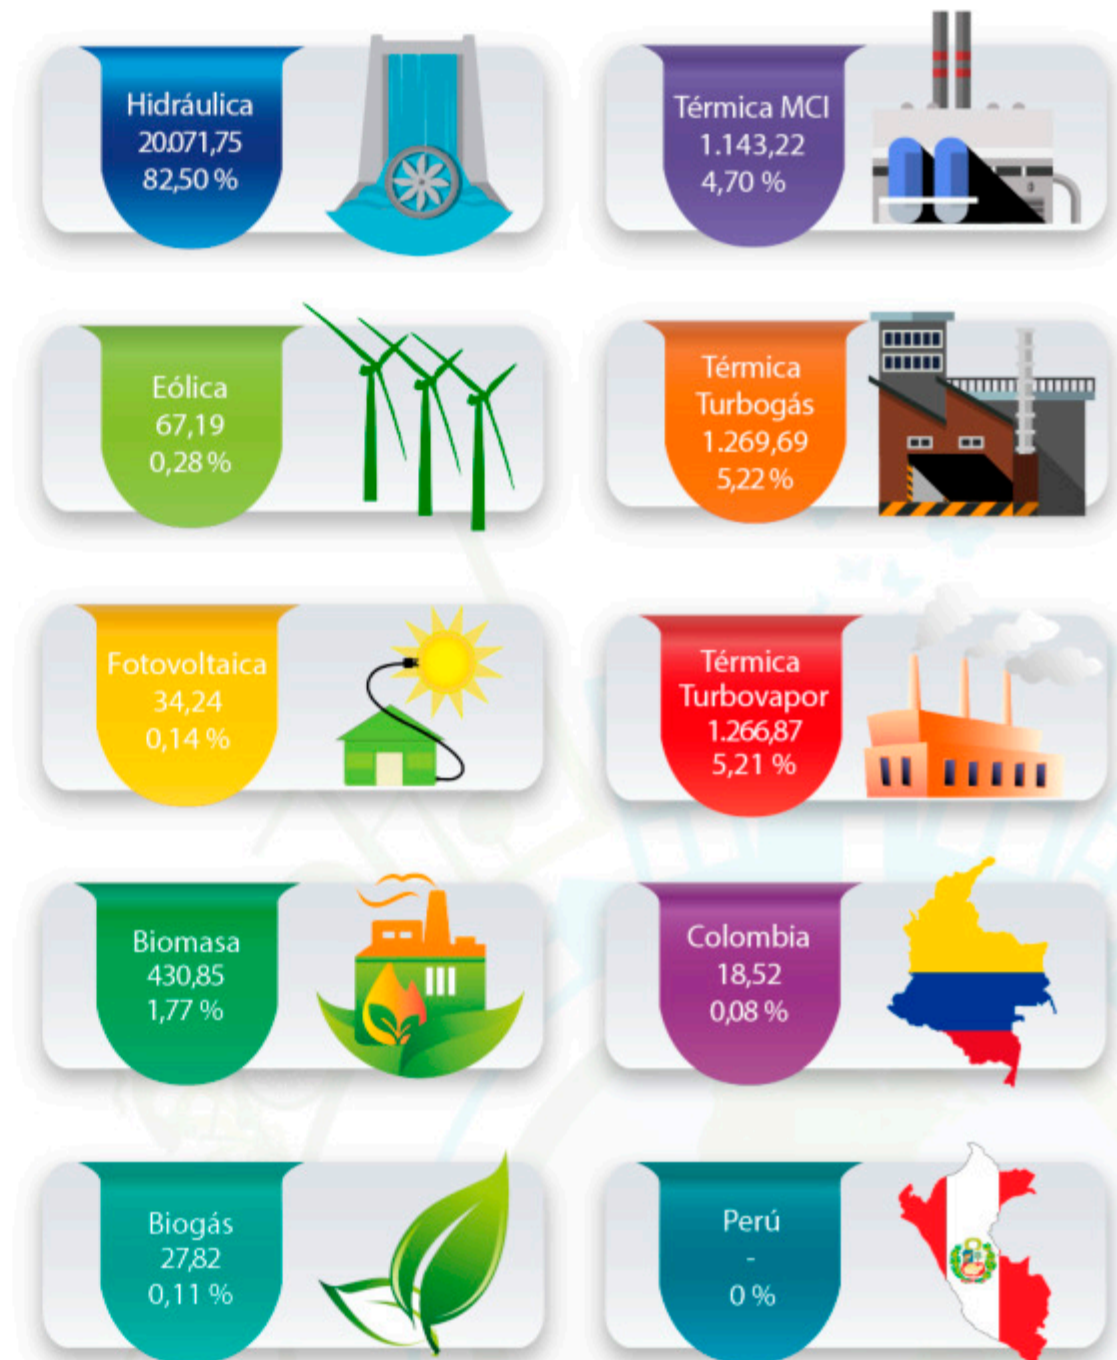 Hidráulica
20.071,75
82,50 %
Térmica MCI
1.143,22
4,70 %
Eólica
67,19
0,28 %
Térmica
Turbogás
1.269,69
5,22 %
Fotovoltaica
34,24
0,14 %
Térmica
Turbovapor
1.266,87
5,21 %
Biomasa
430,85
1,77 %
Colombia
18,52
0,08 %
Biogás
27,82
0,11 %
Perú
-
0 %